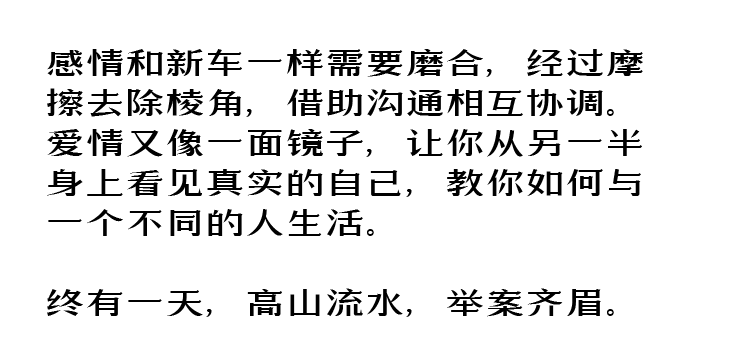 感情和新车一样需要磨合，经过摩
擦去除棱角，借助沟通相互协调。
爱情又像一面镜子，让你从另一半
身上看见真实的自己，教你如何与
一个不同的人生活。
终有一天，高山流水，举案齐眉。